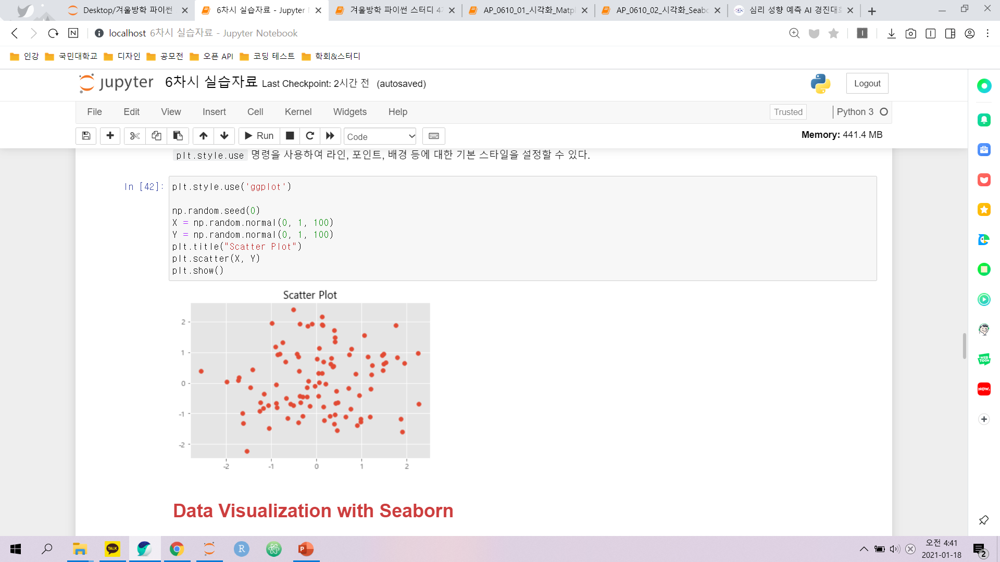 Desktop/겨울방학 파이썬
6차시 실습자료 - Jupyter
겨울방학 파이썬 스터디 4
AP_0610_01_시각화_Matp
AP_0610_02_시각화_Seab
심리 성향 예측 AI 경진대회
localhost 6차시 실습자료 - Jupyter Notebook
인강 국민대학교 디자인 공모전 오픈 API 코딩 테스트 학회&스터디
jupyter 6차시 실습자료 Last Checkpoint: 2시간 전 (autosaved)
Logout
File Edit View Insert Cell Kernel Widgets Help
Trusted
Python 3
Run
Code
Memory: 441.4 MB
plt.style.use 명령을 사용하여 라인, 포인트, 배경 등에 대한 기본 스타일을 설정할 수 있다.
In [42]: plt.style.use('ggplot')
np.random.seed(0)
X = np.random.normal(0, 1, 100)
Y = np.random.normal(0, 1, 100)
plt.title("Scatter Plot")
plt.scatter(X, Y)
plt.show()
Scatter Plot
2
1
0
-1
-2
-2 -1 0 1 2
Data Visualization with Seaborn
WEB
TOON
NOW.
TALK
R
P
오전 4:41
2021-01-18
2